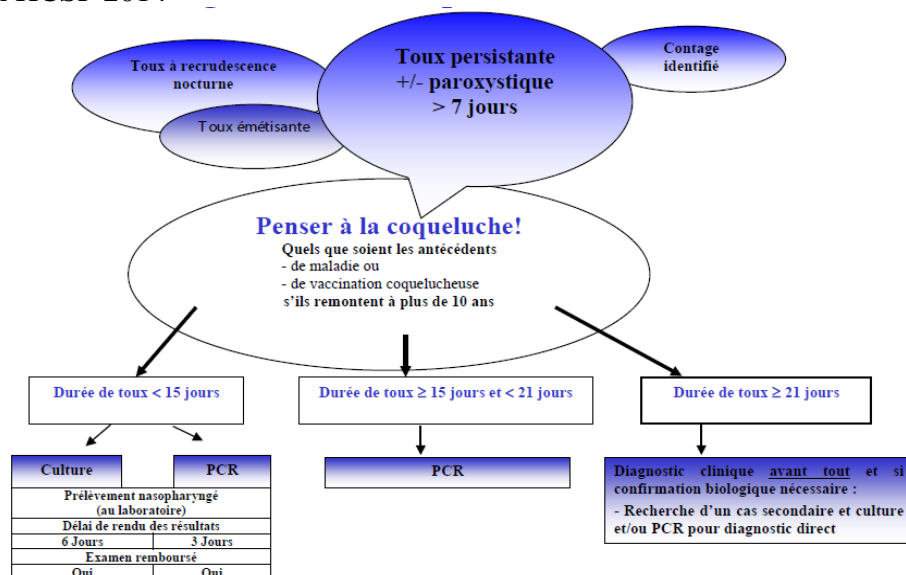 Toux à recrudescence
nocturne
Toux émétisante
Toux persistante
+/- paroxystique
> 7 jours
Contage
identifié
Penser à la coqueluche!
Quels que soient les antécédents
- de maladie ou
- de vaccination coquelucheuse
s'ils remontent à plus de 10 ans
Durée de toux < 15 jours
Durée de toux ≥ 15 jours et < 21 jours
Durée de toux ≥ 21 jours
Culture
PCR
Prélèvement nasopharyngé
(au laboratoire)
Délai de rendu des résultats
6 Jours
3 Jours
Examen remboursé
Oui
Oui
PCR
Diagnostic clinique avant tout et si
confirmation biologique nécessaire :
- Recherche d'un cas secondaire et culture
et/ou PCR pour diagnostic direct